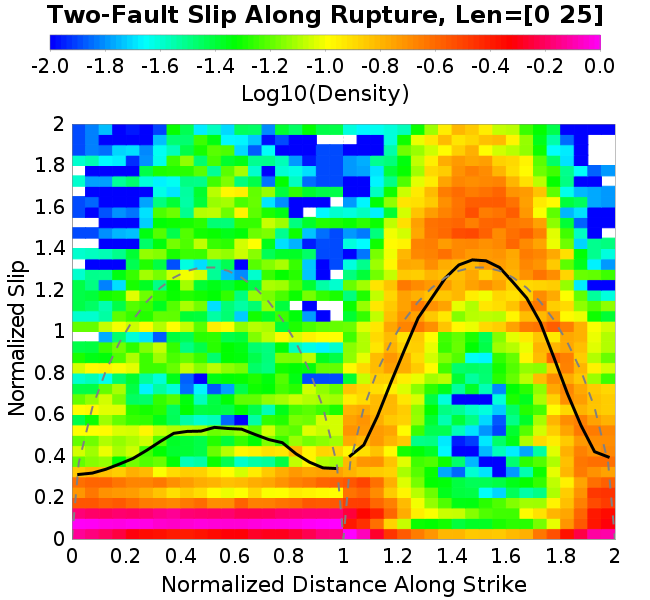 Two-Fault Slip Along Rupture, Len=[0 25]
-2.0 -1.8 -1.6 -1.4 -1.2 -1.0 -0.8 -0.6 -0.4 -0.2 0.0
Log10(Density)
2
1.8
1.6
1.4
1.2
1
0.8
0.6
0.4
0.2
0
Normalized Slip
0 0.2 0.4 0.6 0.8 1 1.2 1.4 1.6 1.8 2
Normalized Distance Along Strike